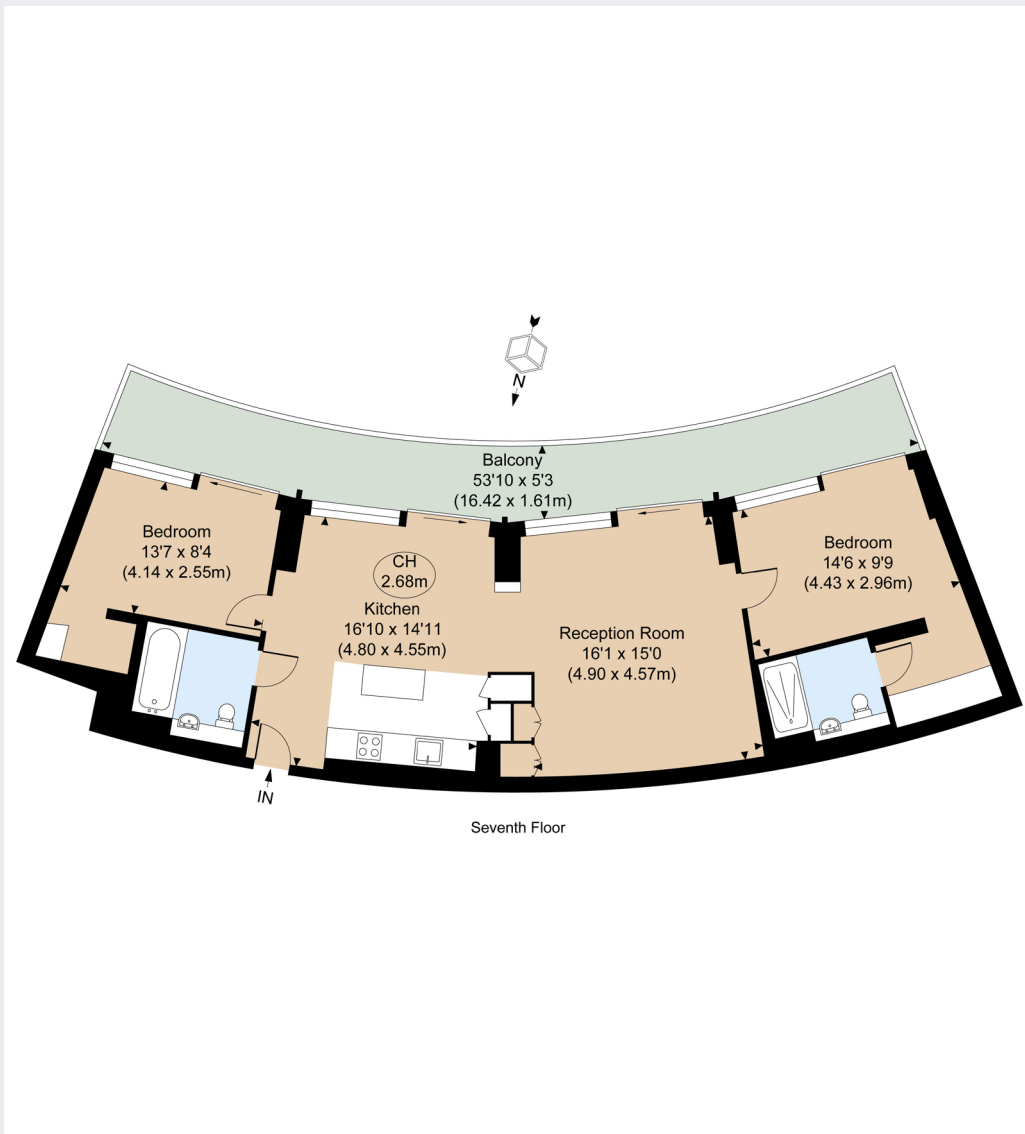 N
Balcony
53'10 x 5'3
(16.42 x 1.61m)
Bedroom
13'7 x 8'4
(4.14 x 2.55m)
CH
2.68m
Kitchen
16'10 x 14'11
(4.80 x 4.55m)
Reception Room
16'1 x 15'0
(4.90 x 4.57m)
Bedroom
14'6 x 9'9
(4.43 x 2.96m)
IN
Seventh Floor